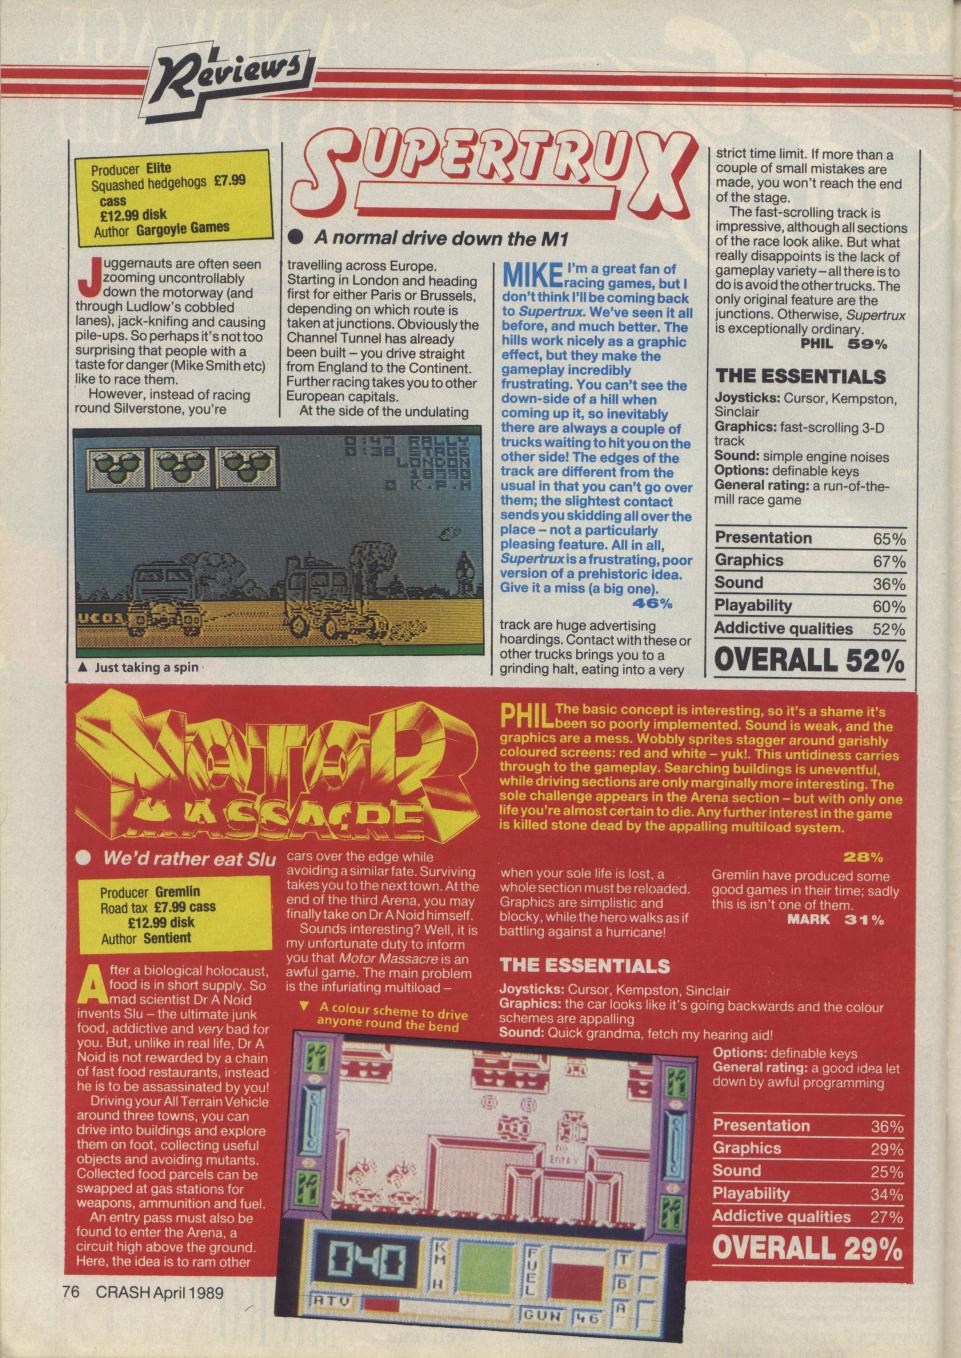 Reviews
Producer Elite
Squashed hedgehogs £7.99
cass
£12.99 disk
Author Gargoyle Games
SUPERTRUX
● A normal drive down the M1
Juggernauts are often seen
zooming uncontrollably
down the motorway (and
through Ludlow's cobbled
lanes), jack-knifing and causing
pile-ups. So perhaps it's not too
surprising that people with a
taste for danger (Mike Smith etc)
like to race them.
However, instead of racing
round Silverstone, you're
travelling across Europe.
Starting in London and heading
first for either Paris or Brussels,
depending on which route is
taken at junctions. Obviously the
Channel Tunnel has already
been built – you drive straight
from England to the Continent.
Further racing takes you to other
European capitals.
At the side of the undulating
0:47 RALLY
0:38 STAGE
LONDON
18790
0 K.P.H
UCAS
▲ Just taking a spin
MIKE I'm a great fan of
racing games, but I
don't think I'll be coming back
to Supertrux. We've seen it all
before, and much better. The
hills work nicely as a graphic
effect, but they make the
gameplay incredibly
frustrating. You can't see the
down-side of a hill when
coming up it, so inevitably
there are always a couple of
trucks waiting to hit you on the
other side! The edges of the
track are different from the
usual in that you can't go over
them; the slightest contact
sends you skidding all over the
place – not a particularly
pleasing feature. All in all,
Supertrux is a frustrating, poor
version of a prehistoric idea.
Give it a miss (a big one).
46%
track are huge advertising
hoardings. Contact with these or
other trucks brings you to a
grinding halt, eating into a very
strict time limit. If more than a
couple of small mistakes are
made, you won't reach the end
of the stage.
The fast-scrolling track is
impressive, although all sections
of the race look alike. But what
really disappoints is the lack of
gameplay variety – all there is to
do is avoid the other trucks. The
only original feature are the
junctions. Otherwise, Supertrux
is exceptionally ordinary.
PHIL 59%
THE ESSENTIALS
Joysticks: Cursor, Kempston,
Sinclair
Graphics: fast-scrolling 3-D
track
Sound: simple engine noises
Options: definable keys
General rating: a run-of-the-
mill race game
Presentation 65%
Graphics 67%
Sound 36%
Playability 60%
Addictive qualities 52%
OVERALL 52%
MOTOR
MASSACRE
● We'd rather eat Slu
Producer Gremlin
Road tax £7.99 cass
£12.99 disk
Author Sentient
After a biological holocaust,
food is in short supply. So
mad scientist Dr A Noid
invents Slu – the ultimate junk
food, addictive and very bad for
you. But, unlike in real life, Dr A
Noid is not rewarded by a chain
of fast food restaurants, instead
he is to be assassinated by you!
Driving your All Terrain Vehicle
around three towns, you can
drive into buildings and explore
them on foot, collecting useful
objects and avoiding mutants.
Collected food parcels can be
swapped at gas stations for
weapons, ammunition and fuel.
An entry pass must also be
found to enter the Arena, a
circuit high above the ground.
Here, the idea is to ram other
cars over the edge while
avoiding a similar fate. Surviving
takes you to the next town. At the
end of the third Arena, you may
finally take on Dr A Noid himself.
Sounds interesting? Well, it is
my unfortunate duty to inform
you that Motor Massacre is an
awful game. The main problem
is the infuriating multiload –
▼ A colour scheme to drive
anyone round the bend
NO
ENTRY
040
KM H
FUEL
T
B
A
ATV
GUN 46
PHIL The basic concept is interesting, so it's a shame it's
been so poorly implemented. Sound is weak, and the
graphics are a mess. Wobbly sprites stagger around garishly
coloured screens: red and white – yuk!. This untidiness carries
through to the gameplay. Searching buildings is uneventful,
while driving sections are only marginally more interesting. The
sole challenge appears in the Arena section – but with only one
life you're almost certain to die. Any further interest in the game
is killed stone dead by the appalling multiload system.
28%
when your sole life is lost, a
whole section must be reloaded.
Graphics are simplistic and
blocky, while the hero walks as if
battling against a hurricane!
Gremlin have produced some
good games in their time; sadly
this is isn't one of them.
MARK 31%
THE ESSENTIALS
Joysticks: Cursor, Kempston, Sinclair
Graphics: the car looks like it's going backwards and the colour
schemes are appalling
Sound: Quick grandma, fetch my hearing aid!
Options: definable keys
General rating: a good idea let
down by awful programming
Presentation 36%
Graphics 29%
Sound 25%
Playability 34%
Addictive qualities 27%
OVERALL 29%
76 CRASH April 1989